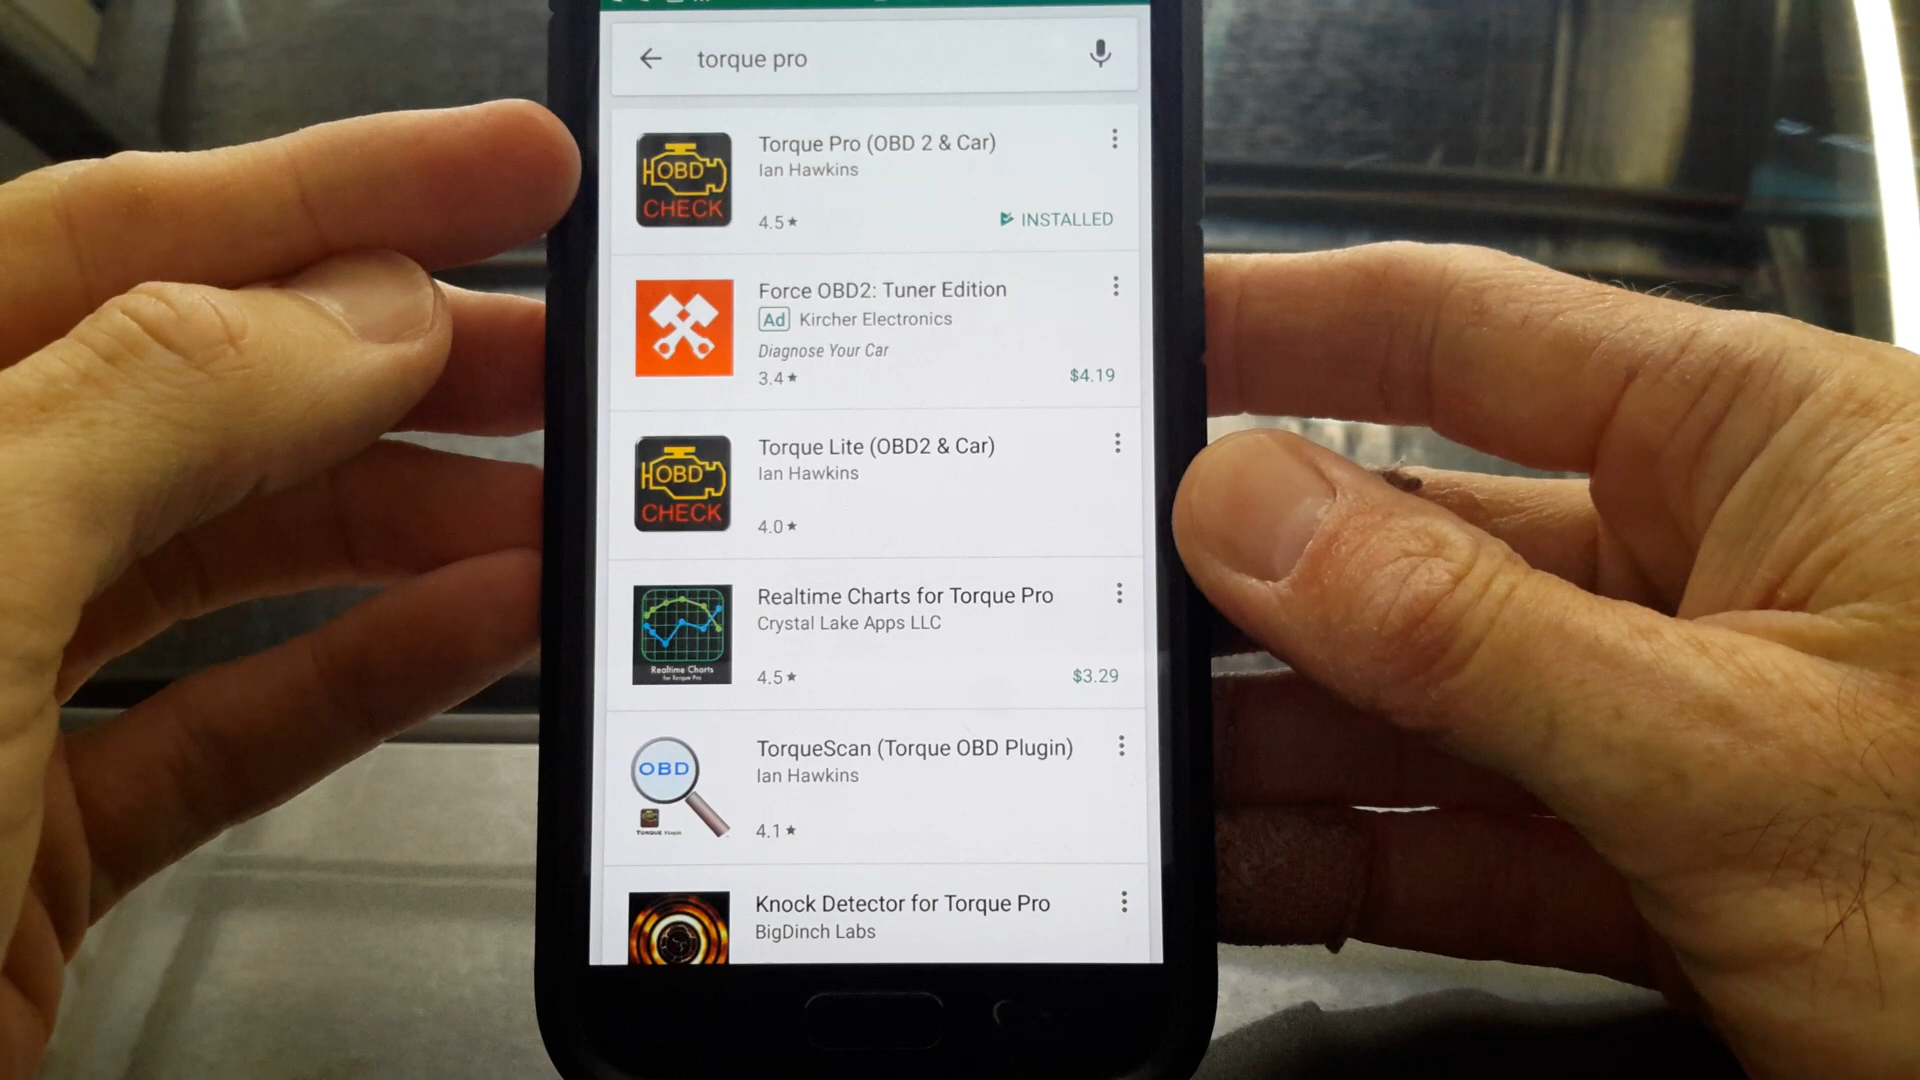 torque pro
OBD
CHECK
Torque Pro (OBD 2 & Car)
Ian Hawkins
4.5★
INSTALLED
Force OBD2: Tuner Edition
Ad Kircher Electronics
Diagnose Your Car
3.4★
$4.19
OBD
CHECK
Torque Lite (OBD2 & Car)
Ian Hawkins
4.0★
Realtime Charts
for Torque Pro
Realtime Charts for Torque Pro
Crystal Lake Apps LLC
4.5★
$3.29
OBD
TORQUE Plugin
TorqueScan (Torque OBD Plugin)
Ian Hawkins
4.1★
Knock Detector for Torque Pro
BigDinch Labs